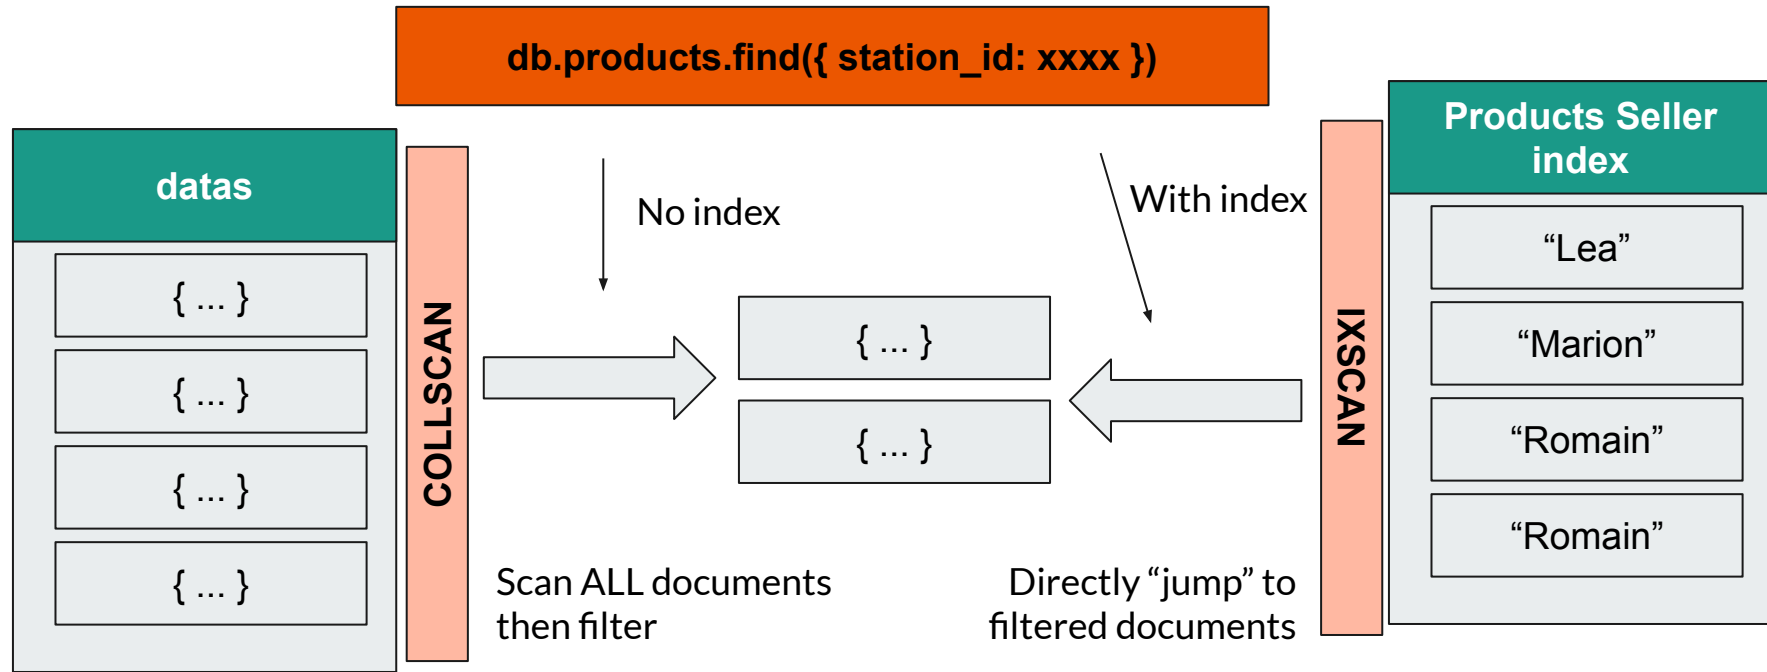 db.products.find({ station_id: xxxx })
datas
{ ... }
{ ... }
{ ... }
{ ... }
COLLSCAN
No index
Scan ALL documents
then filter
{ ... }
{ ... }
With index
Directly “jump” to
filtered documents
IXSCAN
Products Seller
index
“Lea”
“Marion”
“Romain”
“Romain”